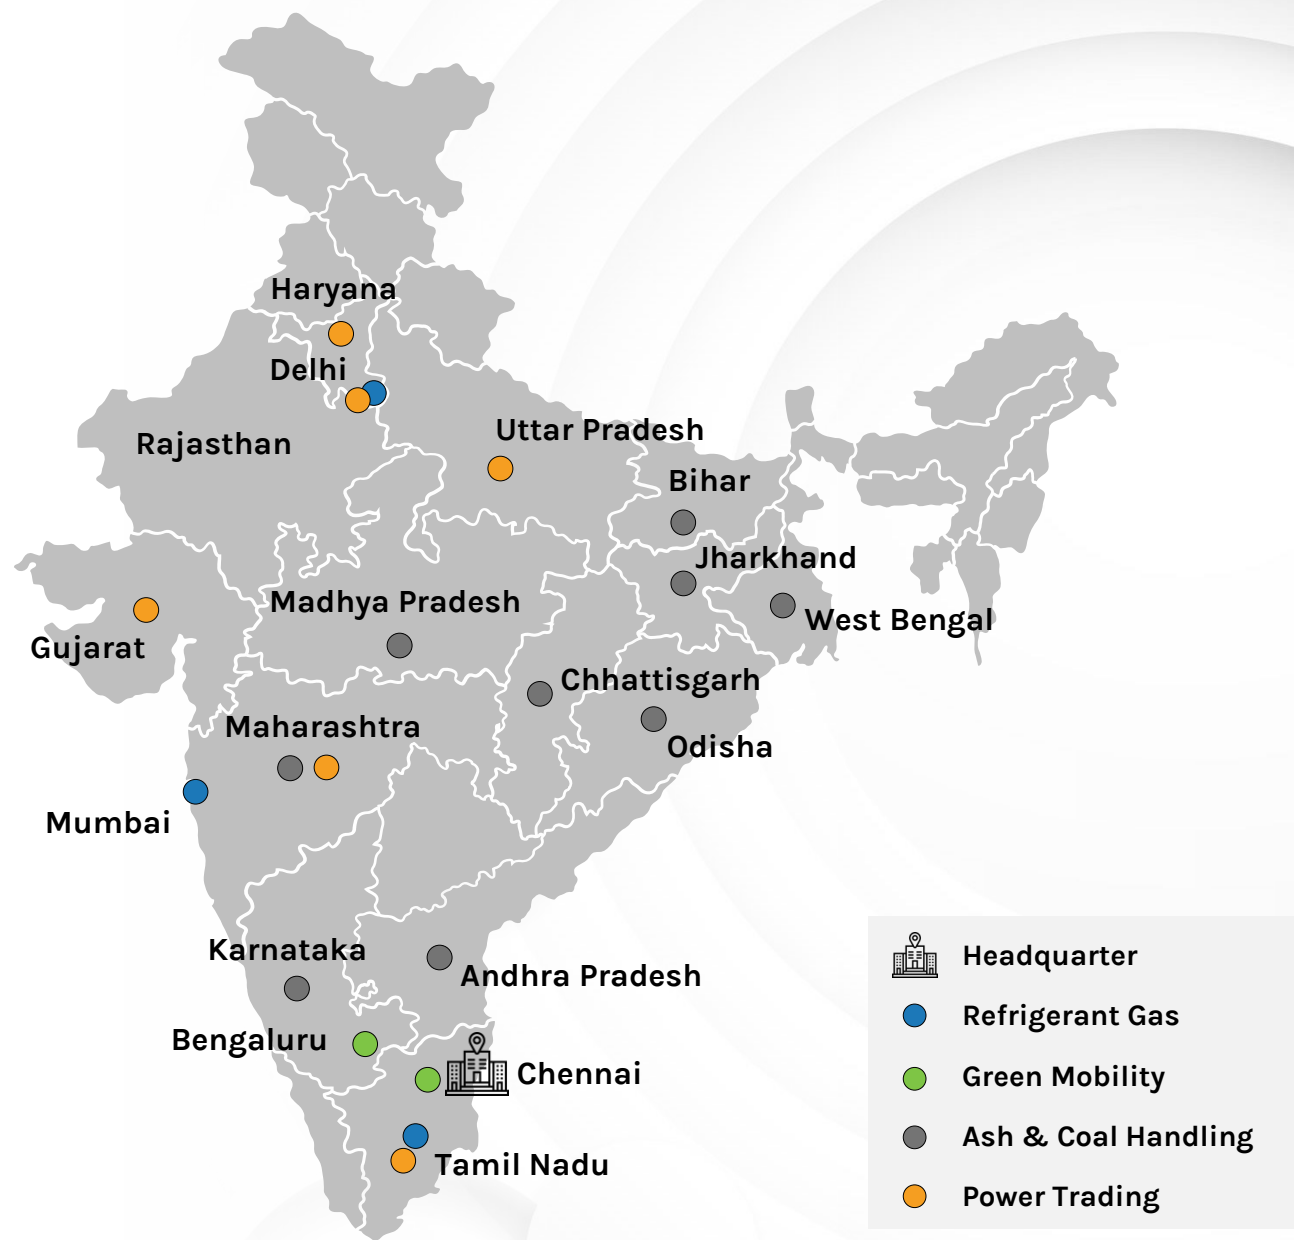 Haryana
Delhi
Rajasthan
Uttar Pradesh
Bihar
Jharkhand
Madhya Pradesh
West Bengal
Gujarat
Chhattisgarh
Maharashtra
Odisha
Mumbai
Karnataka
Andhra Pradesh
Bengaluru
Chennai
Tamil Nadu
Headquarter
Refrigerant Gas
Green Mobility
Ash & Coal Handling
Power Trading